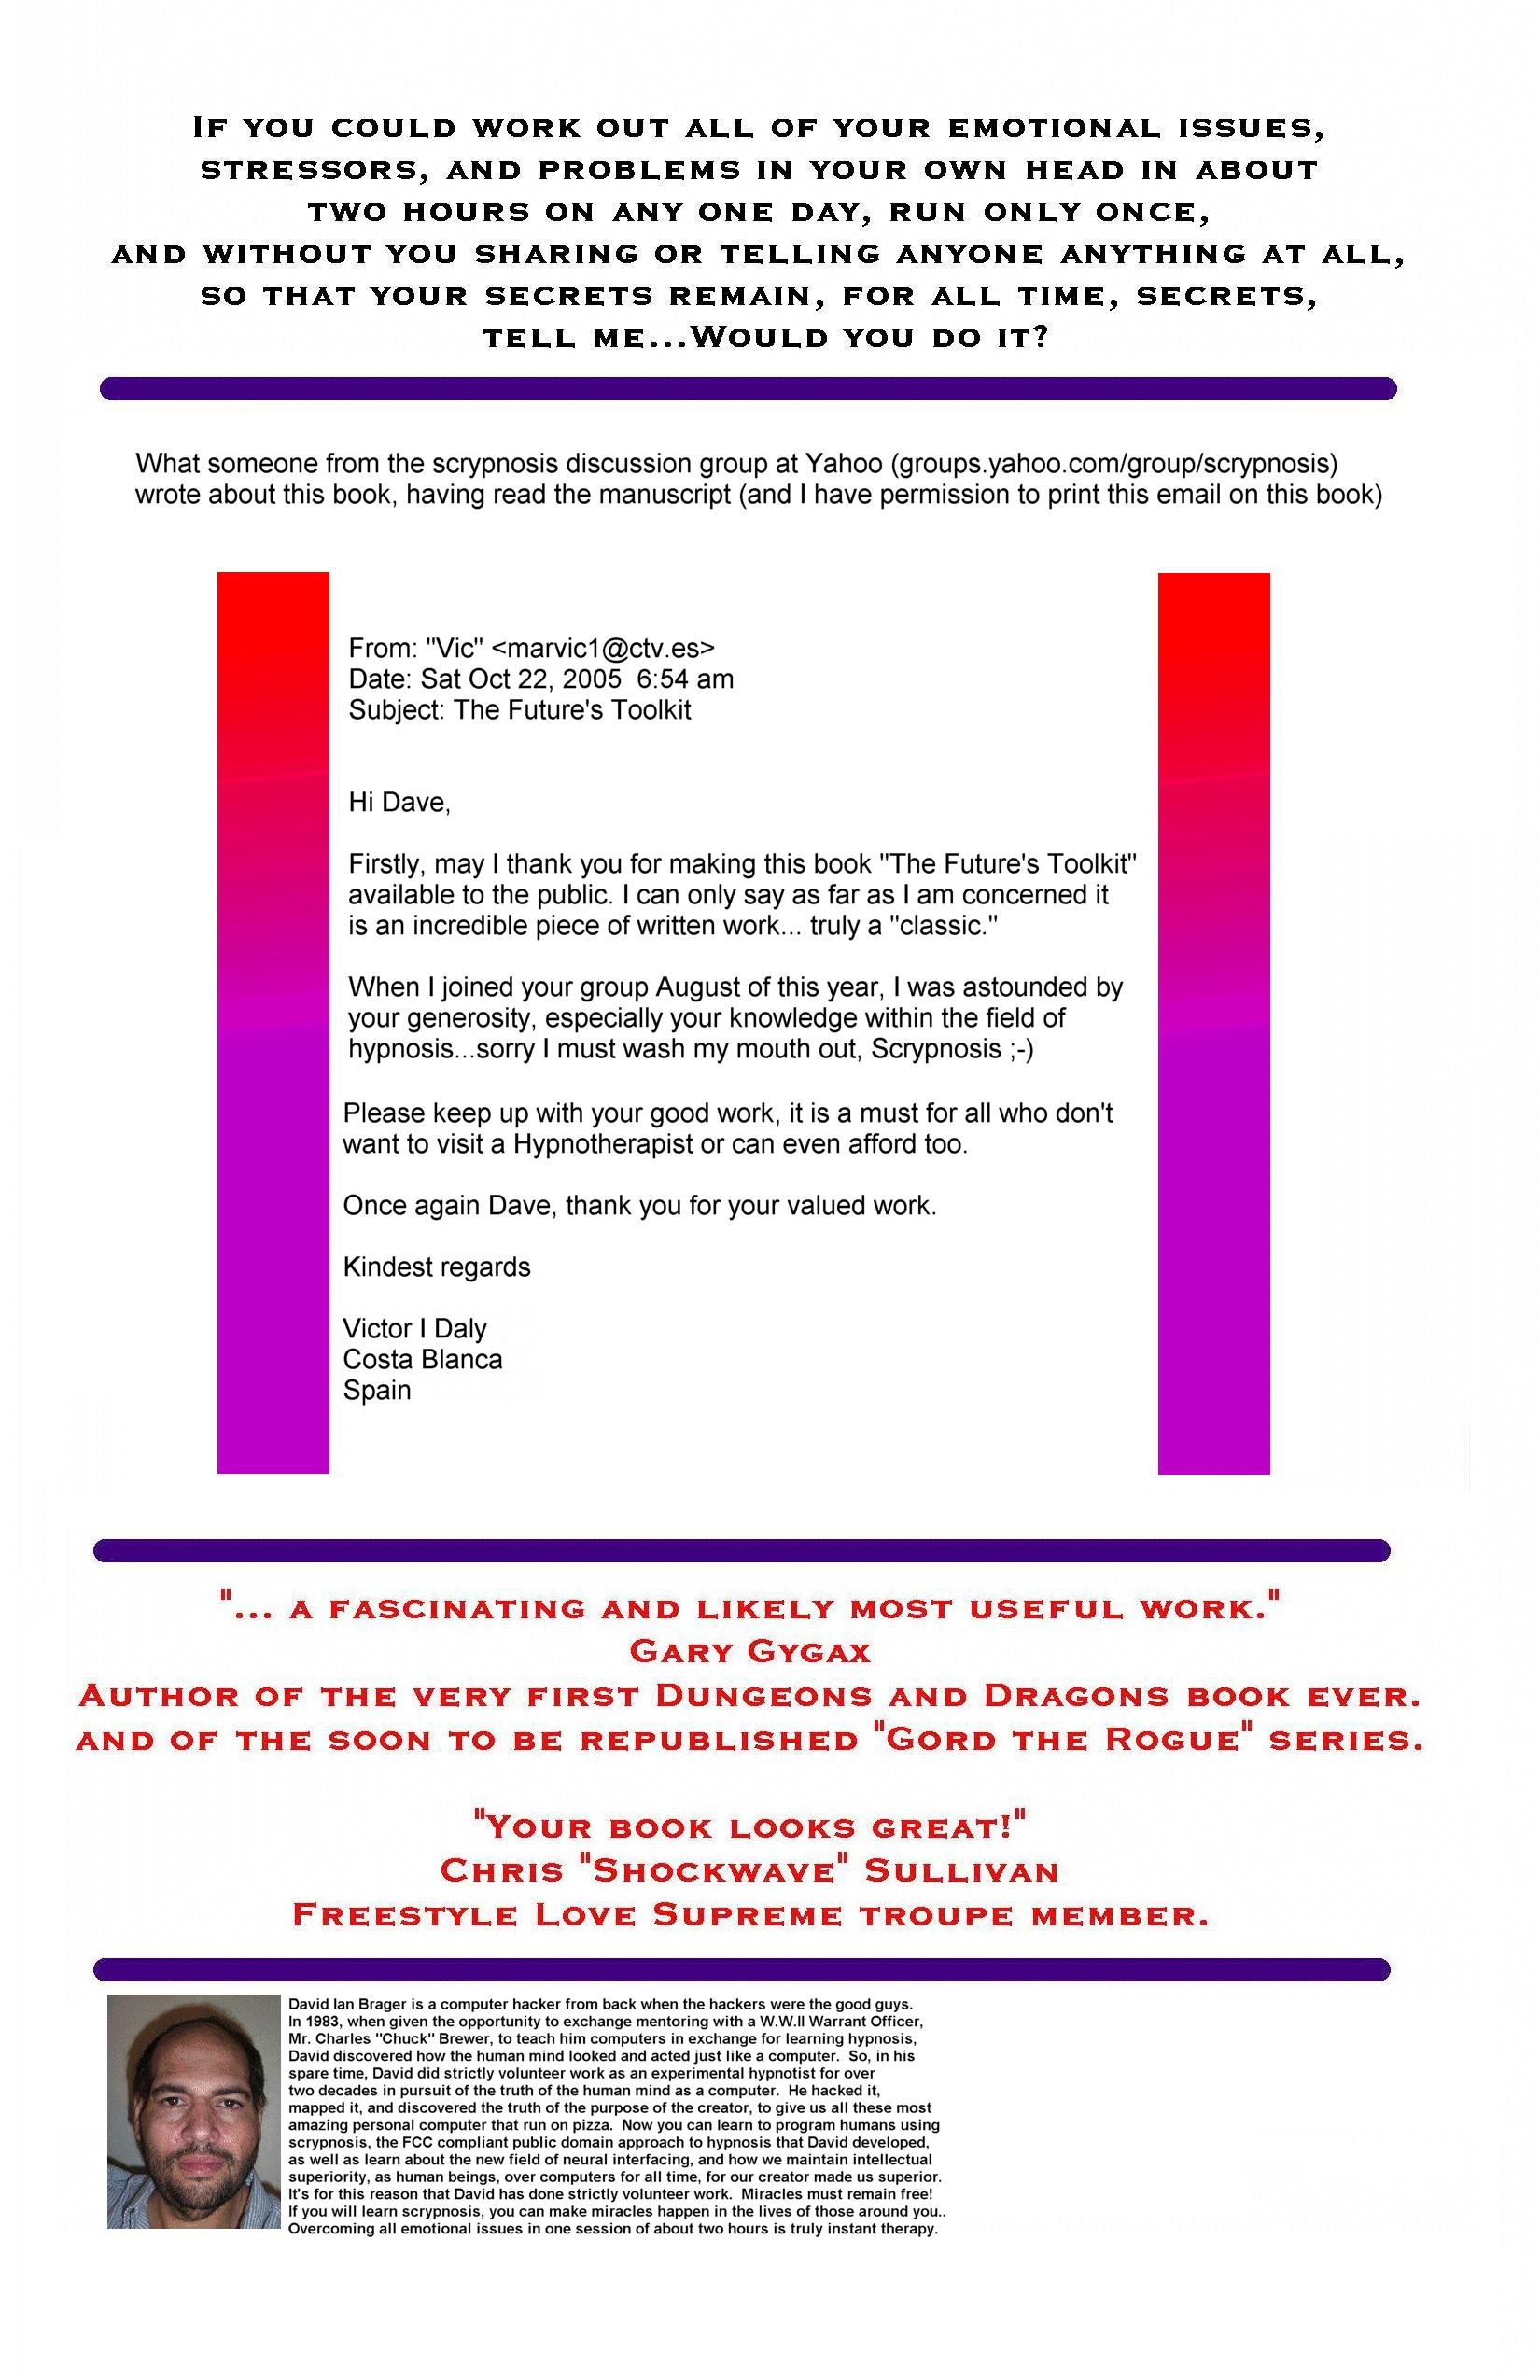 If you could work out all of your emotional issues,
stressors, and problems in your own head in about
two hours on any one day, run only once,
and without you sharing or telling anyone anything at all,
so that your secrets remain, for all time, secrets,
tell me...Would you do it?
What someone from the scrypnosis discussion group at Yahoo (groups.yahoo.com/group/scrypnosis)
wrote about this book, having read the manuscript (and I have permission to print this email on this book)
From: "Vic" <marvic1@ctv.es>
Date: Sat Oct 22, 2005  6:54 am
Subject: The Future's Toolkit
Hi Dave,
Firstly, may I thank you for making this book "The Future's Toolkit"
available to the public. I can only say as far as I am concerned it
is an incredible piece of written work... truly a "classic."
When I joined your group August of this year, I was astounded by
your generosity, especially your knowledge within the field of
hypnosis...sorry I must wash my mouth out, Scrypnosis ;-)
Please keep up with your good work, it is a must for all who don't
want to visit a Hypnotherapist or can even afford too.
Once again Dave, thank you for your valued work.
Kindest regards
Victor I Daly
Costa Blanca
Spain
"... a fascinating and likely most useful work."
Gary Gygax
Author of the very first Dungeons and Dragons book ever.
and of the soon to be republished "Gord the Rogue" series.
"Your book looks great!"
Chris "Shockwave" Sullivan
Freestyle Love Supreme troupe member.
David Ian Brager is a computer hacker from back when the hackers were the good guys.
In 1983, when given the opportunity to exchange mentoring with a W.W.II Warrant Officer,
Mr. Charles "Chuck" Brewer, to teach him computers in exchange for learning hypnosis,
David discovered how the human mind looked and acted just like a computer.  So, in his
spare time, David did strictly volunteer work as an experimental hypnotist for over
two decades in pursuit of the truth of the human mind as a computer.  He hacked it,
mapped it, and discovered the truth of the purpose of the creator, to give us all these most
amazing personal computer that run on pizza.  Now you can learn to program humans using
scrypnosis, the FCC compliant public domain approach to hypnosis that David developed,
as well as learn about the new field of neural interfacing, and how we maintain intellectual
superiority, as human beings, over computers for all time, for our creator made us superior.
It's for this reason that David has done strictly volunteer work.  Miracles must remain free!
If you will learn scrypnosis, you can make miracles happen in the lives of those around you..
Overcoming all emotional issues in one session of about two hours is truly instant therapy.